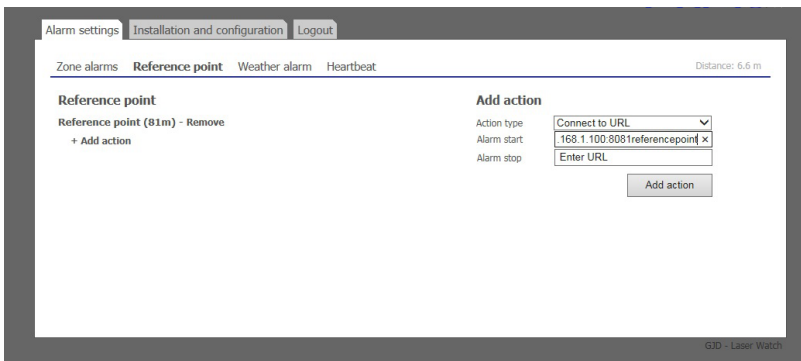 Alarm settings Installation and configuration Logout
Zone alarms Reference point Weather alarm Heartbeat Distance: 6.6 m
Reference point
Reference point (81m) - Remove
+ Add action
Add action
Action type Connect to URL
Alarm start .168.1.100:8081referencepoint ×
Alarm stop Enter URL
Add action
GJD - Laser Watch